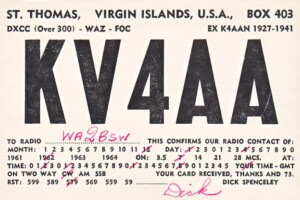 ST. THOMAS, VIRGIN ISLANDS, U.S.A., BOX 403
DXCC (Over 300) - WAZ - FOC EX K4AAN 1927-1941
KV4AA
TO RADIO WA2BSW THIS CONFIRMS OUR RADIO CONTACT OF:
MONTH: 1 2 3 4 5 6 7 8 9 10 11 12 DAY: 1 2 3 1 2 3 4 5 6 7 8 9 0
1961 1962 1963 1964 ON: 3.5 7 14 21 28 MCS. AT:
TIME: 0 1 2 3 0 1 2 3 4 5 6 7 8 9 0 1 2 3 4 5 0 1 2 3 4 5 6 7 8 9 YOUR TIME - GMT
ON TWO WAY CW AM SSB YOUR CARD RECEIVED, THANKS AND 73.
RST: 599 589 579 569 559 Dick DICK SPENCELEY